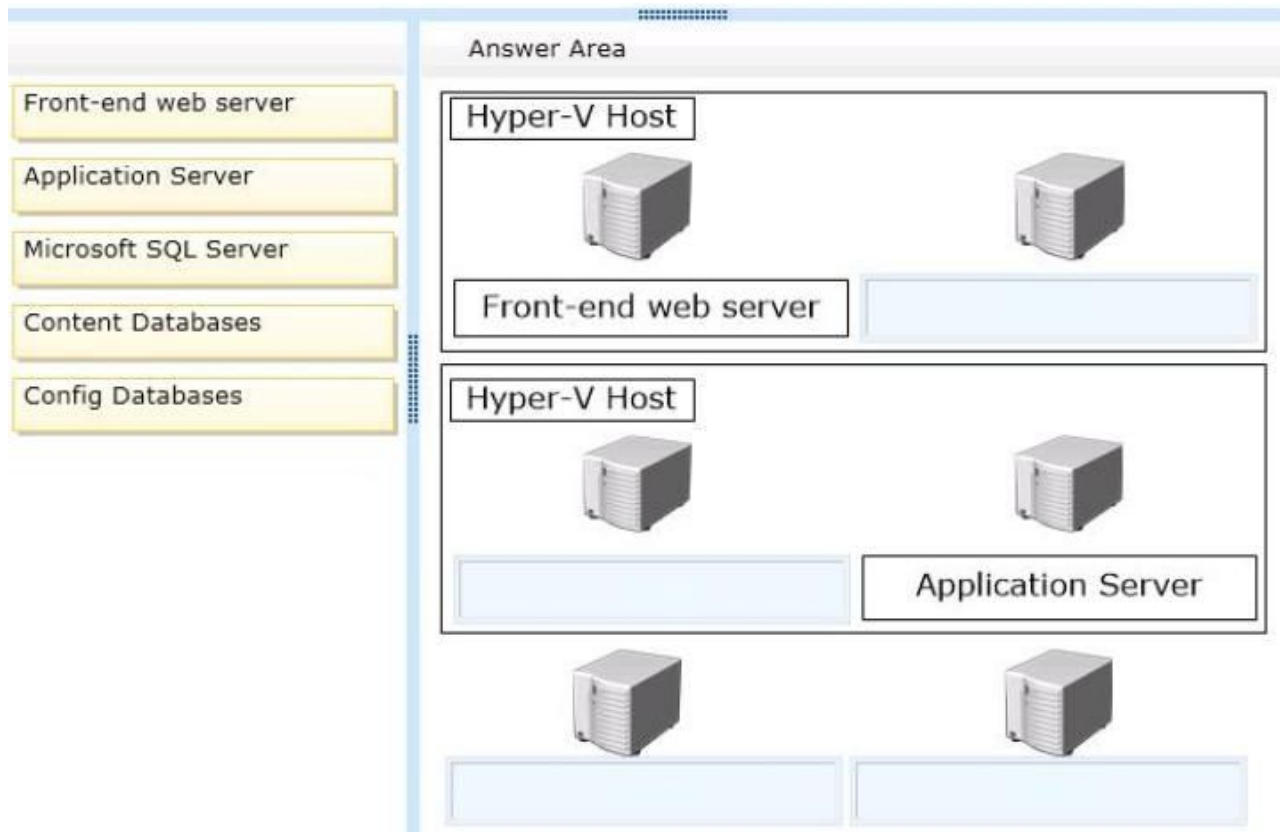 Answer Area
Front-end web server
Application Server
Microsoft SQL Server
Content Databases
Config Databases
Hyper-V Host
Front-end web server
Hyper-V Host
Application Server